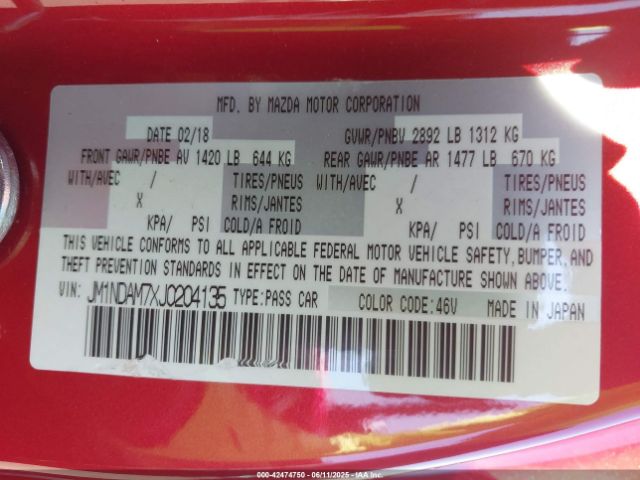 MFD. BY MAZDA MOTOR CORPORATION
DATE 02/18 GVWR/PNBV 2892 LB 1312 KG
FRONT GAWR/PNBE AV 1420 LB 644 KG REAR GAWR/PNBE AR 1477 LB 670 KG
WITH/AVEC / TIRES/PNEUS WITH/AVEC / TIRES/PNEUS
X RIMS/JANTES X RIMS/JANTES
KPA/ PSI COLD/A FROID KPA/ PSI COLD/A FROID
THIS VEHICLE CONFORMS TO ALL APPLICABLE FEDERAL MOTOR VEHICLE SAFETY, BUMPER, AND
THEFT PREVENTION STANDARDS IN EFFECT ON THE DATE OF MANUFACTURE SHOWN ABOVE.
VIN: JM1NDAM7XJ0204135 TYPE:PASS CAR COLOR CODE:46V MADE IN JAPAN
000-42474750 - 06/11/2025 - IAAI.COM